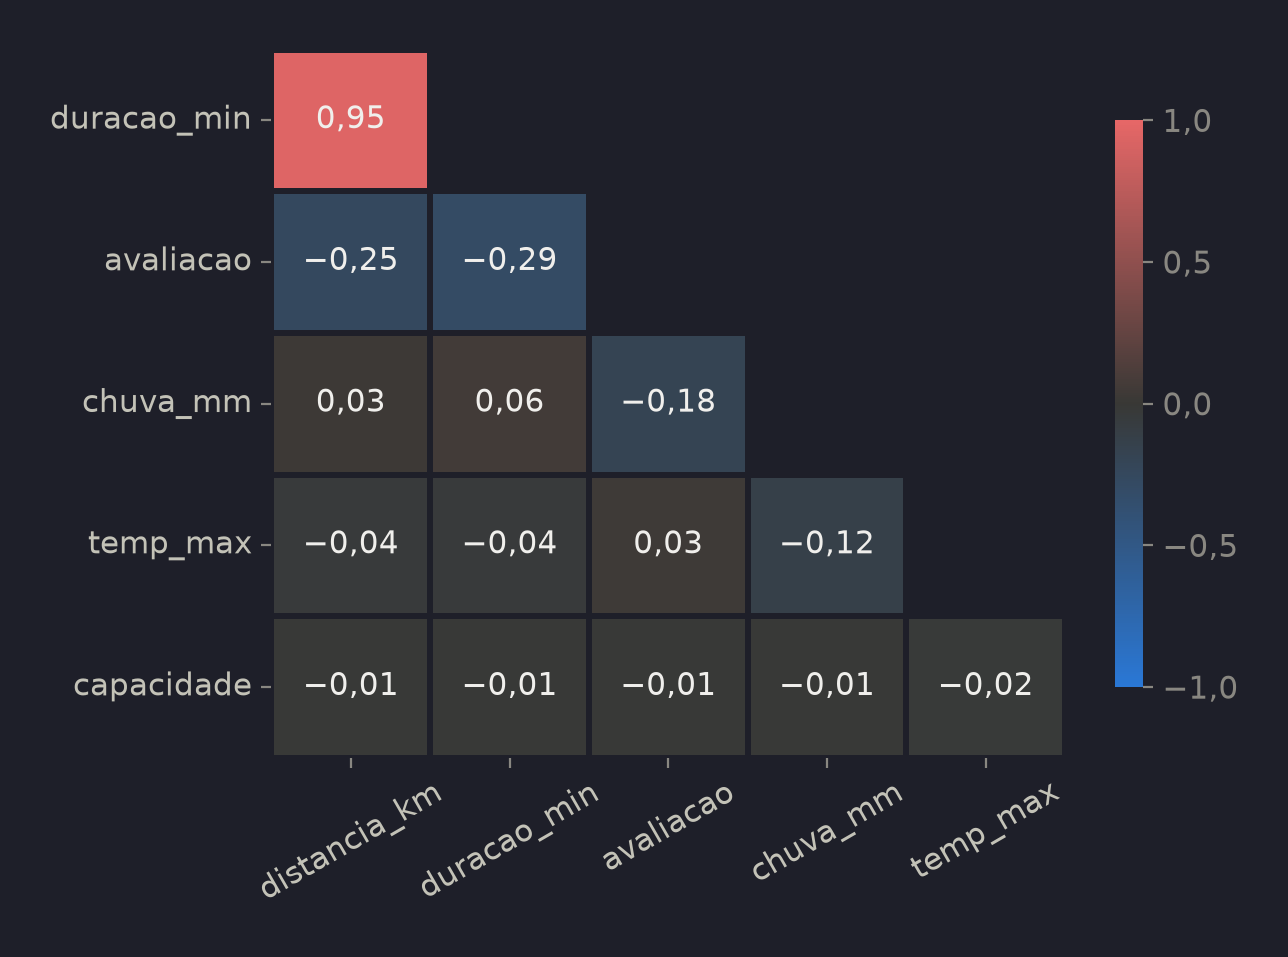 duracao_min 0,95
avaliacao −0,25 −0,29
chuva_mm 0,03 0,06 −0,18
temp_max −0,04 −0,04 0,03 −0,12
capacidade −0,01 −0,01 −0,01 −0,01 −0,02
distancia_km duracao_min avaliacao chuva_mm temp_max
1,0
0,5
0,0
−0,5
−1,0